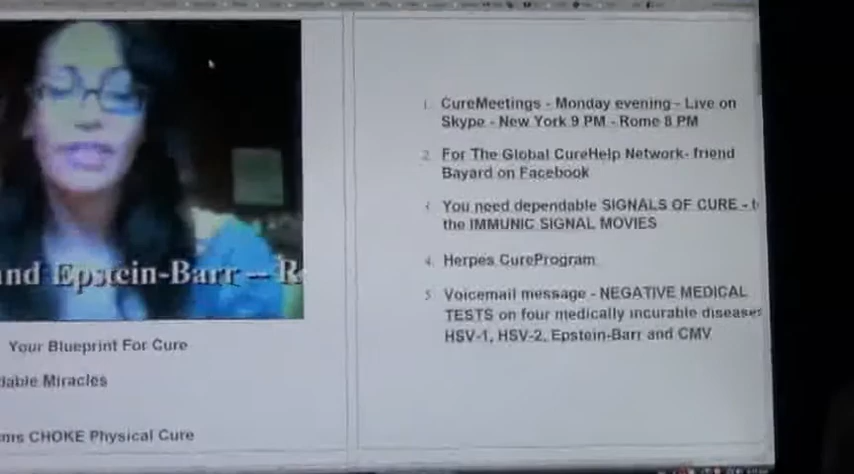 and Epstein-Barr -- R
Your Blueprint For Cure
dable Miracles
ms CHOKE Physical Cure
1. CureMeetings - Monday evening - Live on
Skype - New York 9 PM - Rome 8 PM
2. For The Global CureHelp Network- friend
Bayard on Facebook
You need dependable SIGNALS OF CURE -
the IMMUNIC SIGNAL MOVIES
4. Herpes CureProgram
5. Voicemail message - NEGATIVE MEDICAL
TESTS on four medically incurable diseases
HSV-1, HSV-2, Epstein-Barr and CMV